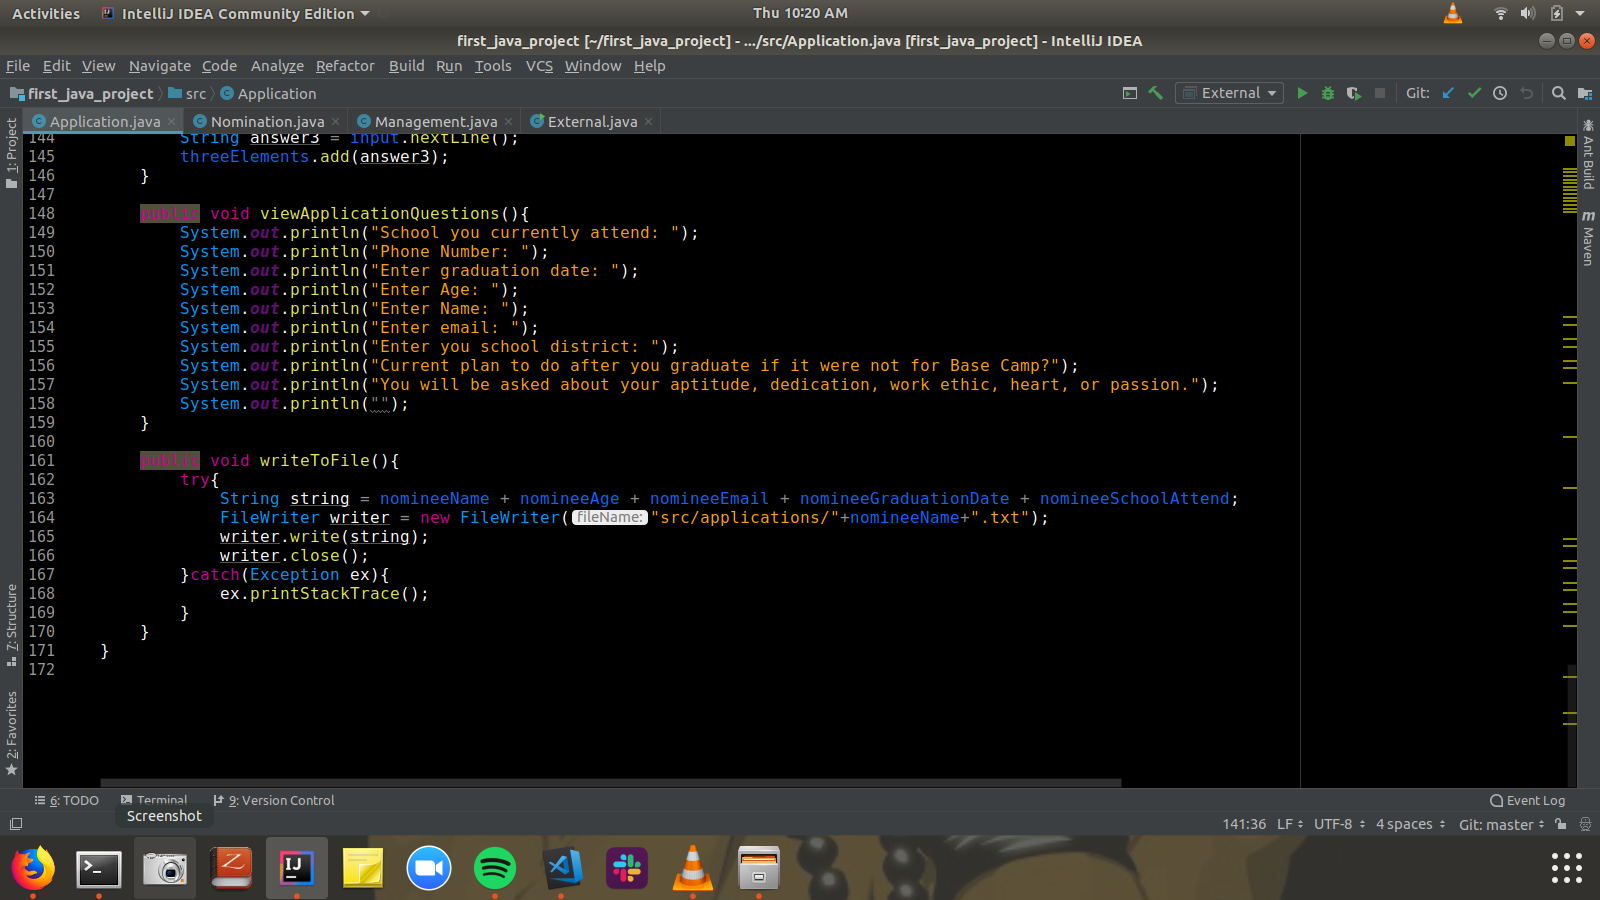 Activities IntelliJ IDEA Community Edition Thu 10:20 AM
first_java_project [~/first_java_project] - .../src/Application.java [first_java_project] - IntelliJ IDEA
File Edit View Navigate Code Analyze Refactor Build Run Tools VCS Window Help
first_java_project src Application External Git:
Application.java Nomination.java Management.java External.java
1: Project
Ant Build
Maven
7: Structure
2: Favorites
144 String answer3 = input.nextLine();
145 threeElements.add(answer3);
146 }
147
148 public void viewApplicationQuestions(){
149 System.out.println("School you currently attend: ");
150 System.out.println("Phone Number: ");
151 System.out.println("Enter graduation date: ");
152 System.out.println("Enter Age: ");
153 System.out.println("Enter Name: ");
154 System.out.println("Enter email: ");
155 System.out.println("Enter you school district: ");
156 System.out.println("Current plan to do after you graduate if it were not for Base Camp?");
157 System.out.println("You will be asked about your aptitude, dedication, work ethic, heart, or passion.");
158 System.out.println("");
159 }
160
161 public void writeToFile(){
162 try{
163 String string = nomineeName + nomineeAge + nomineeEmail + nomineeGraduationDate + nomineeSchoolAttend;
164 FileWriter writer = new FileWriter( fileName: "src/applications/"+nomineeName+".txt");
165 writer.write(string);
166 writer.close();
167 }catch(Exception ex){
168 ex.printStackTrace();
169 }
170 }
171 }
172
6: TODO Terminal 9: Version Control Event Log
Screenshot
141:36 LF UTF-8 4 spaces Git: master